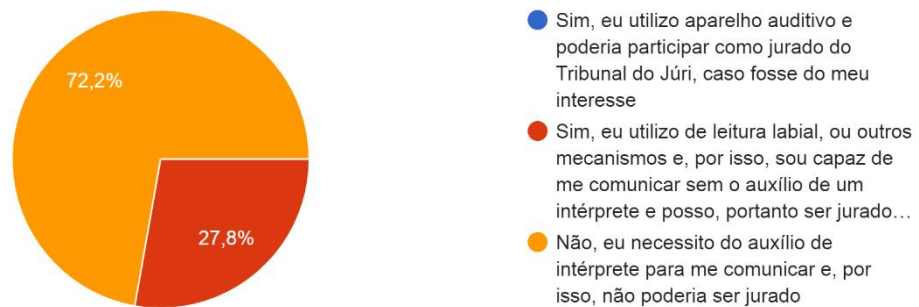 72,2%
27,8%
Sim, eu utilizo aparelho auditivo e
poderia participar como jurado do
Tribunal do Júri, caso fosse do meu
interesse
Sim, eu utilizo de leitura labial, ou outros
mecanismos e, por isso, sou capaz de
me comunicar sem o auxílio de um
intérprete e posso, portanto ser jurado…
Não, eu necessito do auxílio de
intérprete para me comunicar e, por
isso, não poderia ser jurado